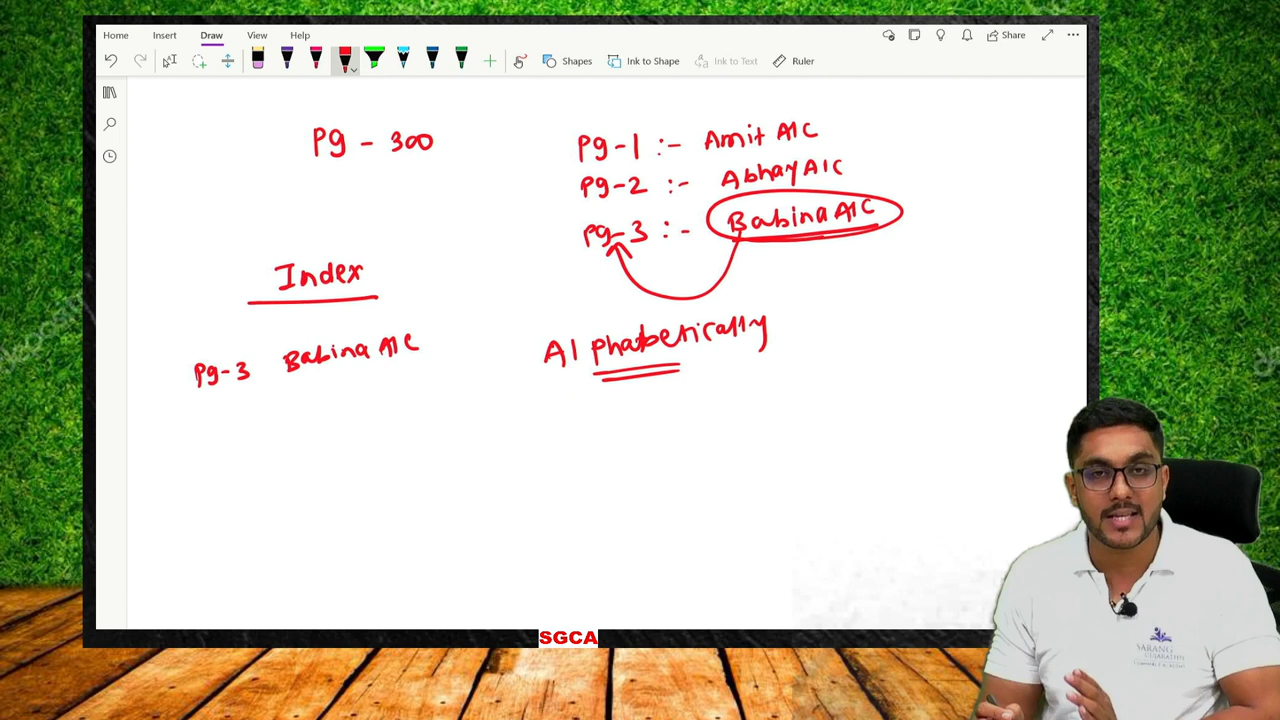 Home Insert Draw View Help
Share
Shapes Ink to Shape Ink to Text Ruler
Pg - 300
Pg-1 :- Amit A/C
Pg-2 :- Abhay A/C
Pg-3 :- Babina A/C
Index
Pg-3 Babina A/C
Alphabetically
SGCA
SARANG